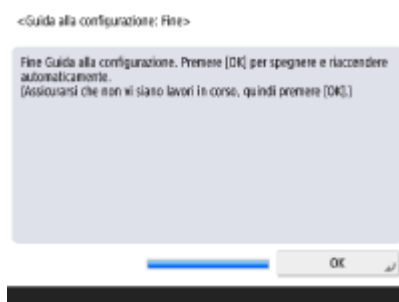 <Guida alla configurazione: Fine>
Fine Guida alla configurazione. Premere [OK] per spegnere e riaccendere
automaticamente.
(Assicurarsi che non vi siano lavori in corso, quindi premere [OK].)
OK